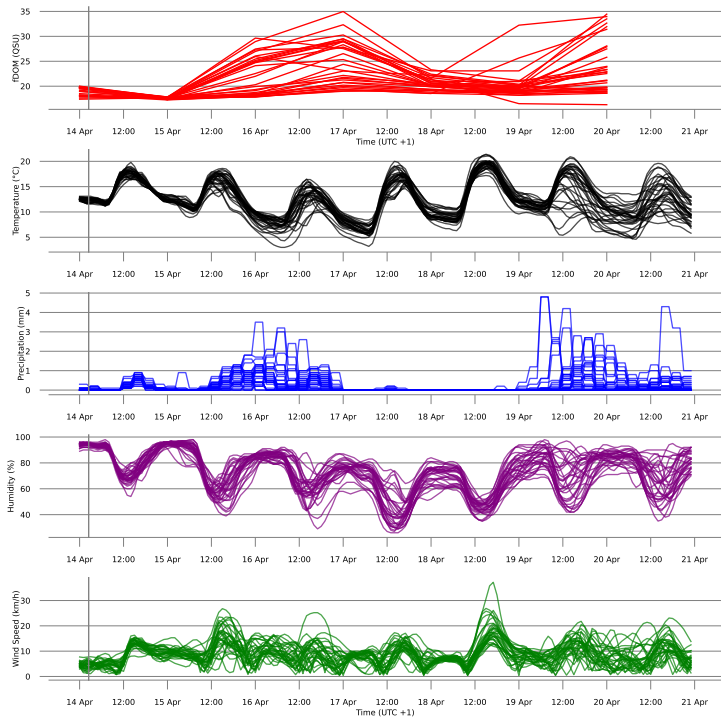 fDOM (QSU)
35
30
25
20
14 Apr 12:00 15 Apr 12:00 16 Apr 12:00 17 Apr 12:00 18 Apr 12:00 19 Apr 12:00 20 Apr 12:00 21 Apr
Time (UTC +1)
Temperature (°C)
20
15
10
5
14 Apr 12:00 15 Apr 12:00 16 Apr 12:00 17 Apr 12:00 18 Apr 12:00 19 Apr 12:00 20 Apr 12:00 21 Apr
Precipitation (mm)
5
4
3
2
1
0
14 Apr 12:00 15 Apr 12:00 16 Apr 12:00 17 Apr 12:00 18 Apr 12:00 19 Apr 12:00 20 Apr 12:00 21 Apr
Humidity (%)
100
80
60
40
14 Apr 12:00 15 Apr 12:00 16 Apr 12:00 17 Apr 12:00 18 Apr 12:00 19 Apr 12:00 20 Apr 12:00 21 Apr
Wind Speed (km/h)
30
20
10
0
14 Apr 12:00 15 Apr 12:00 16 Apr 12:00 17 Apr 12:00 18 Apr 12:00 19 Apr 12:00 20 Apr 12:00 21 Apr
Time (UTC +1)